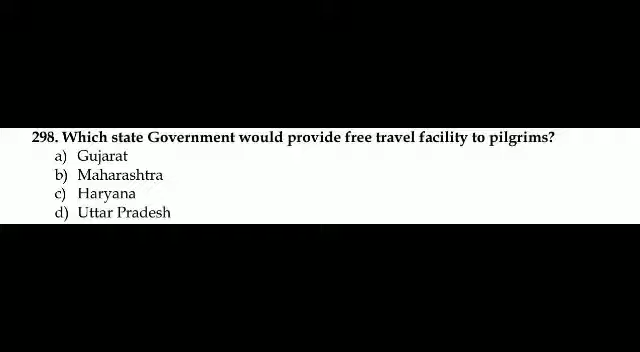 298. Which state Government would provide free travel facility to pilgrims?
a) Gujarat
b) Maharashtra
c) Haryana
d) Uttar Pradesh